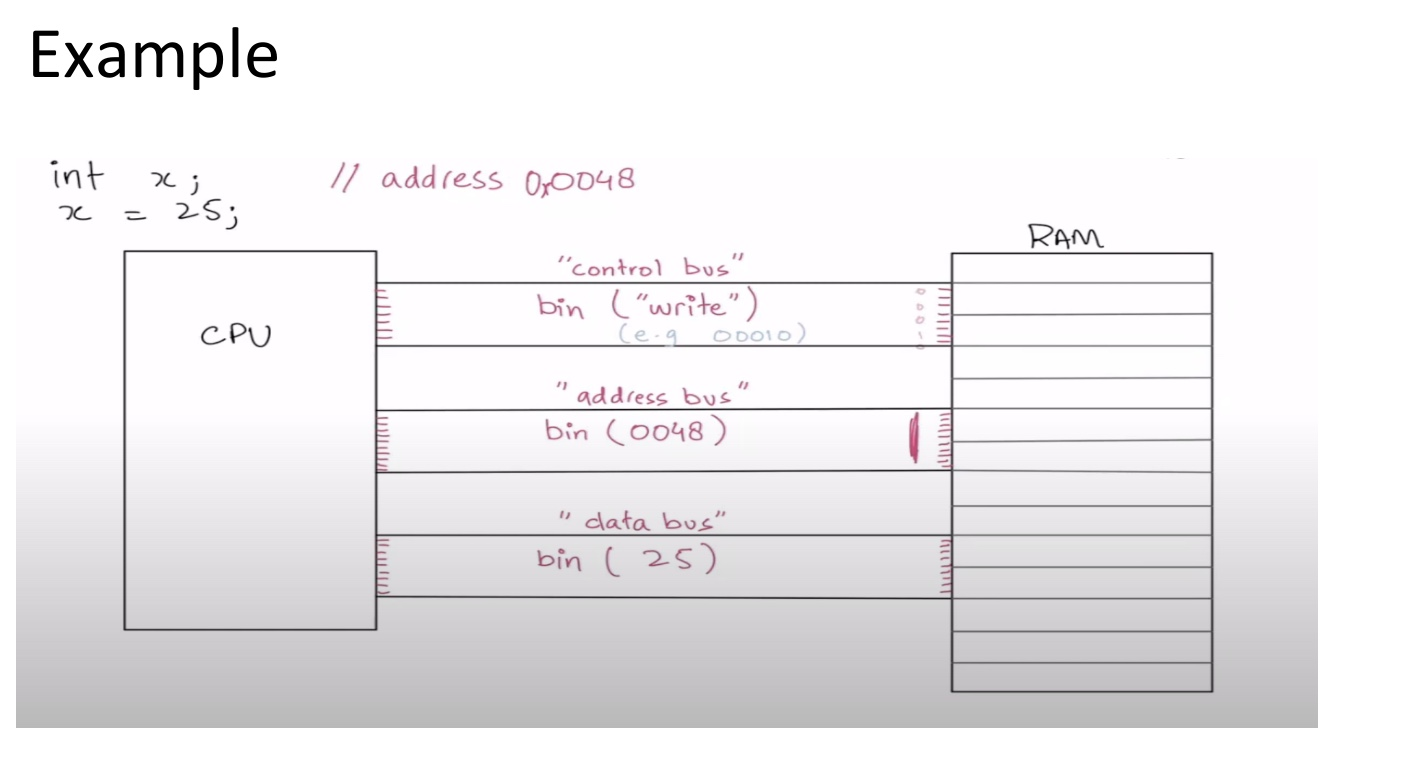 Example
int x; // address 0x0048
x = 25;
RAM
"control bus"
bin ("write")
(e.g 00010)
CPU
"address bus"
bin (0048)
"data bus"
bin ( 25)